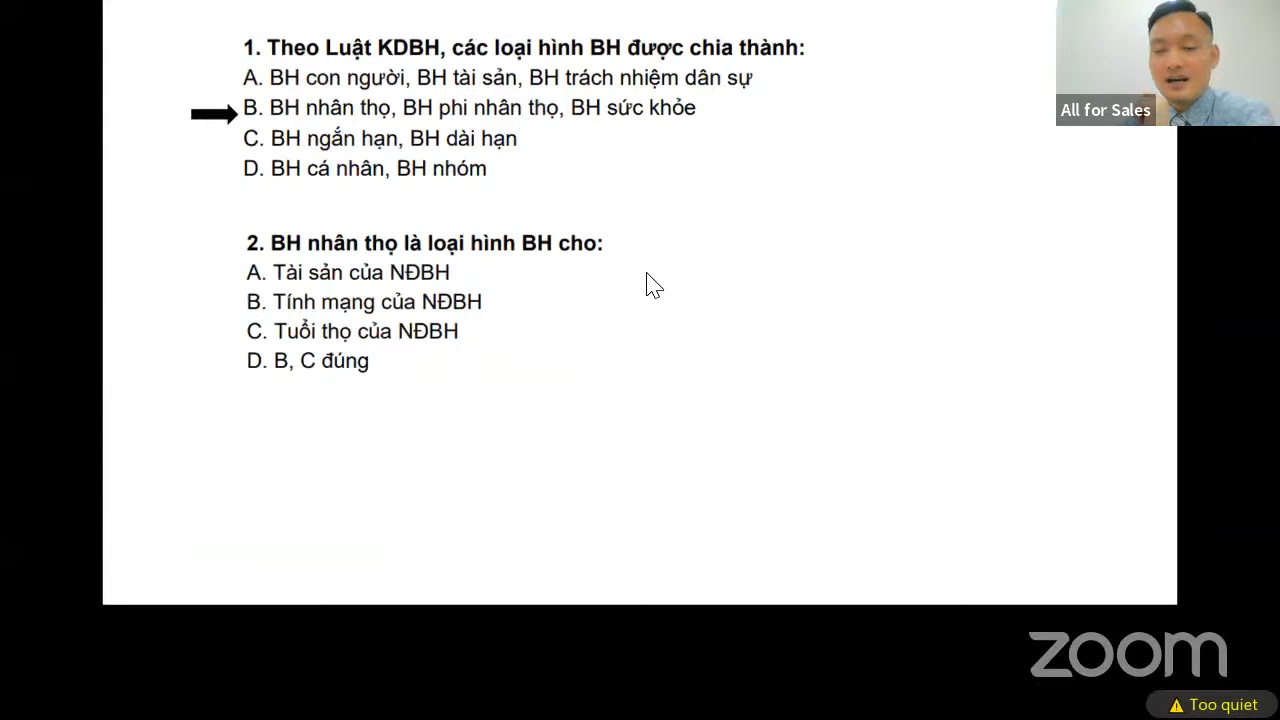 1. Theo Luật KDBH, các loại hình BH được chia thành:
A. BH con người, BH tài sản, BH trách nhiệm dân sự
B. BH nhân thọ, BH phi nhân thọ, BH sức khỏe
C. BH ngắn hạn, BH dài hạn
D. BH cá nhân, BH nhóm
2. BH nhân thọ là loại hình BH cho:
A. Tài sản của NĐBH
B. Tính mạng của NĐBH
C. Tuổi thọ của NĐBH
D. B, C đúng
All for Sales
zoom
Too quiet